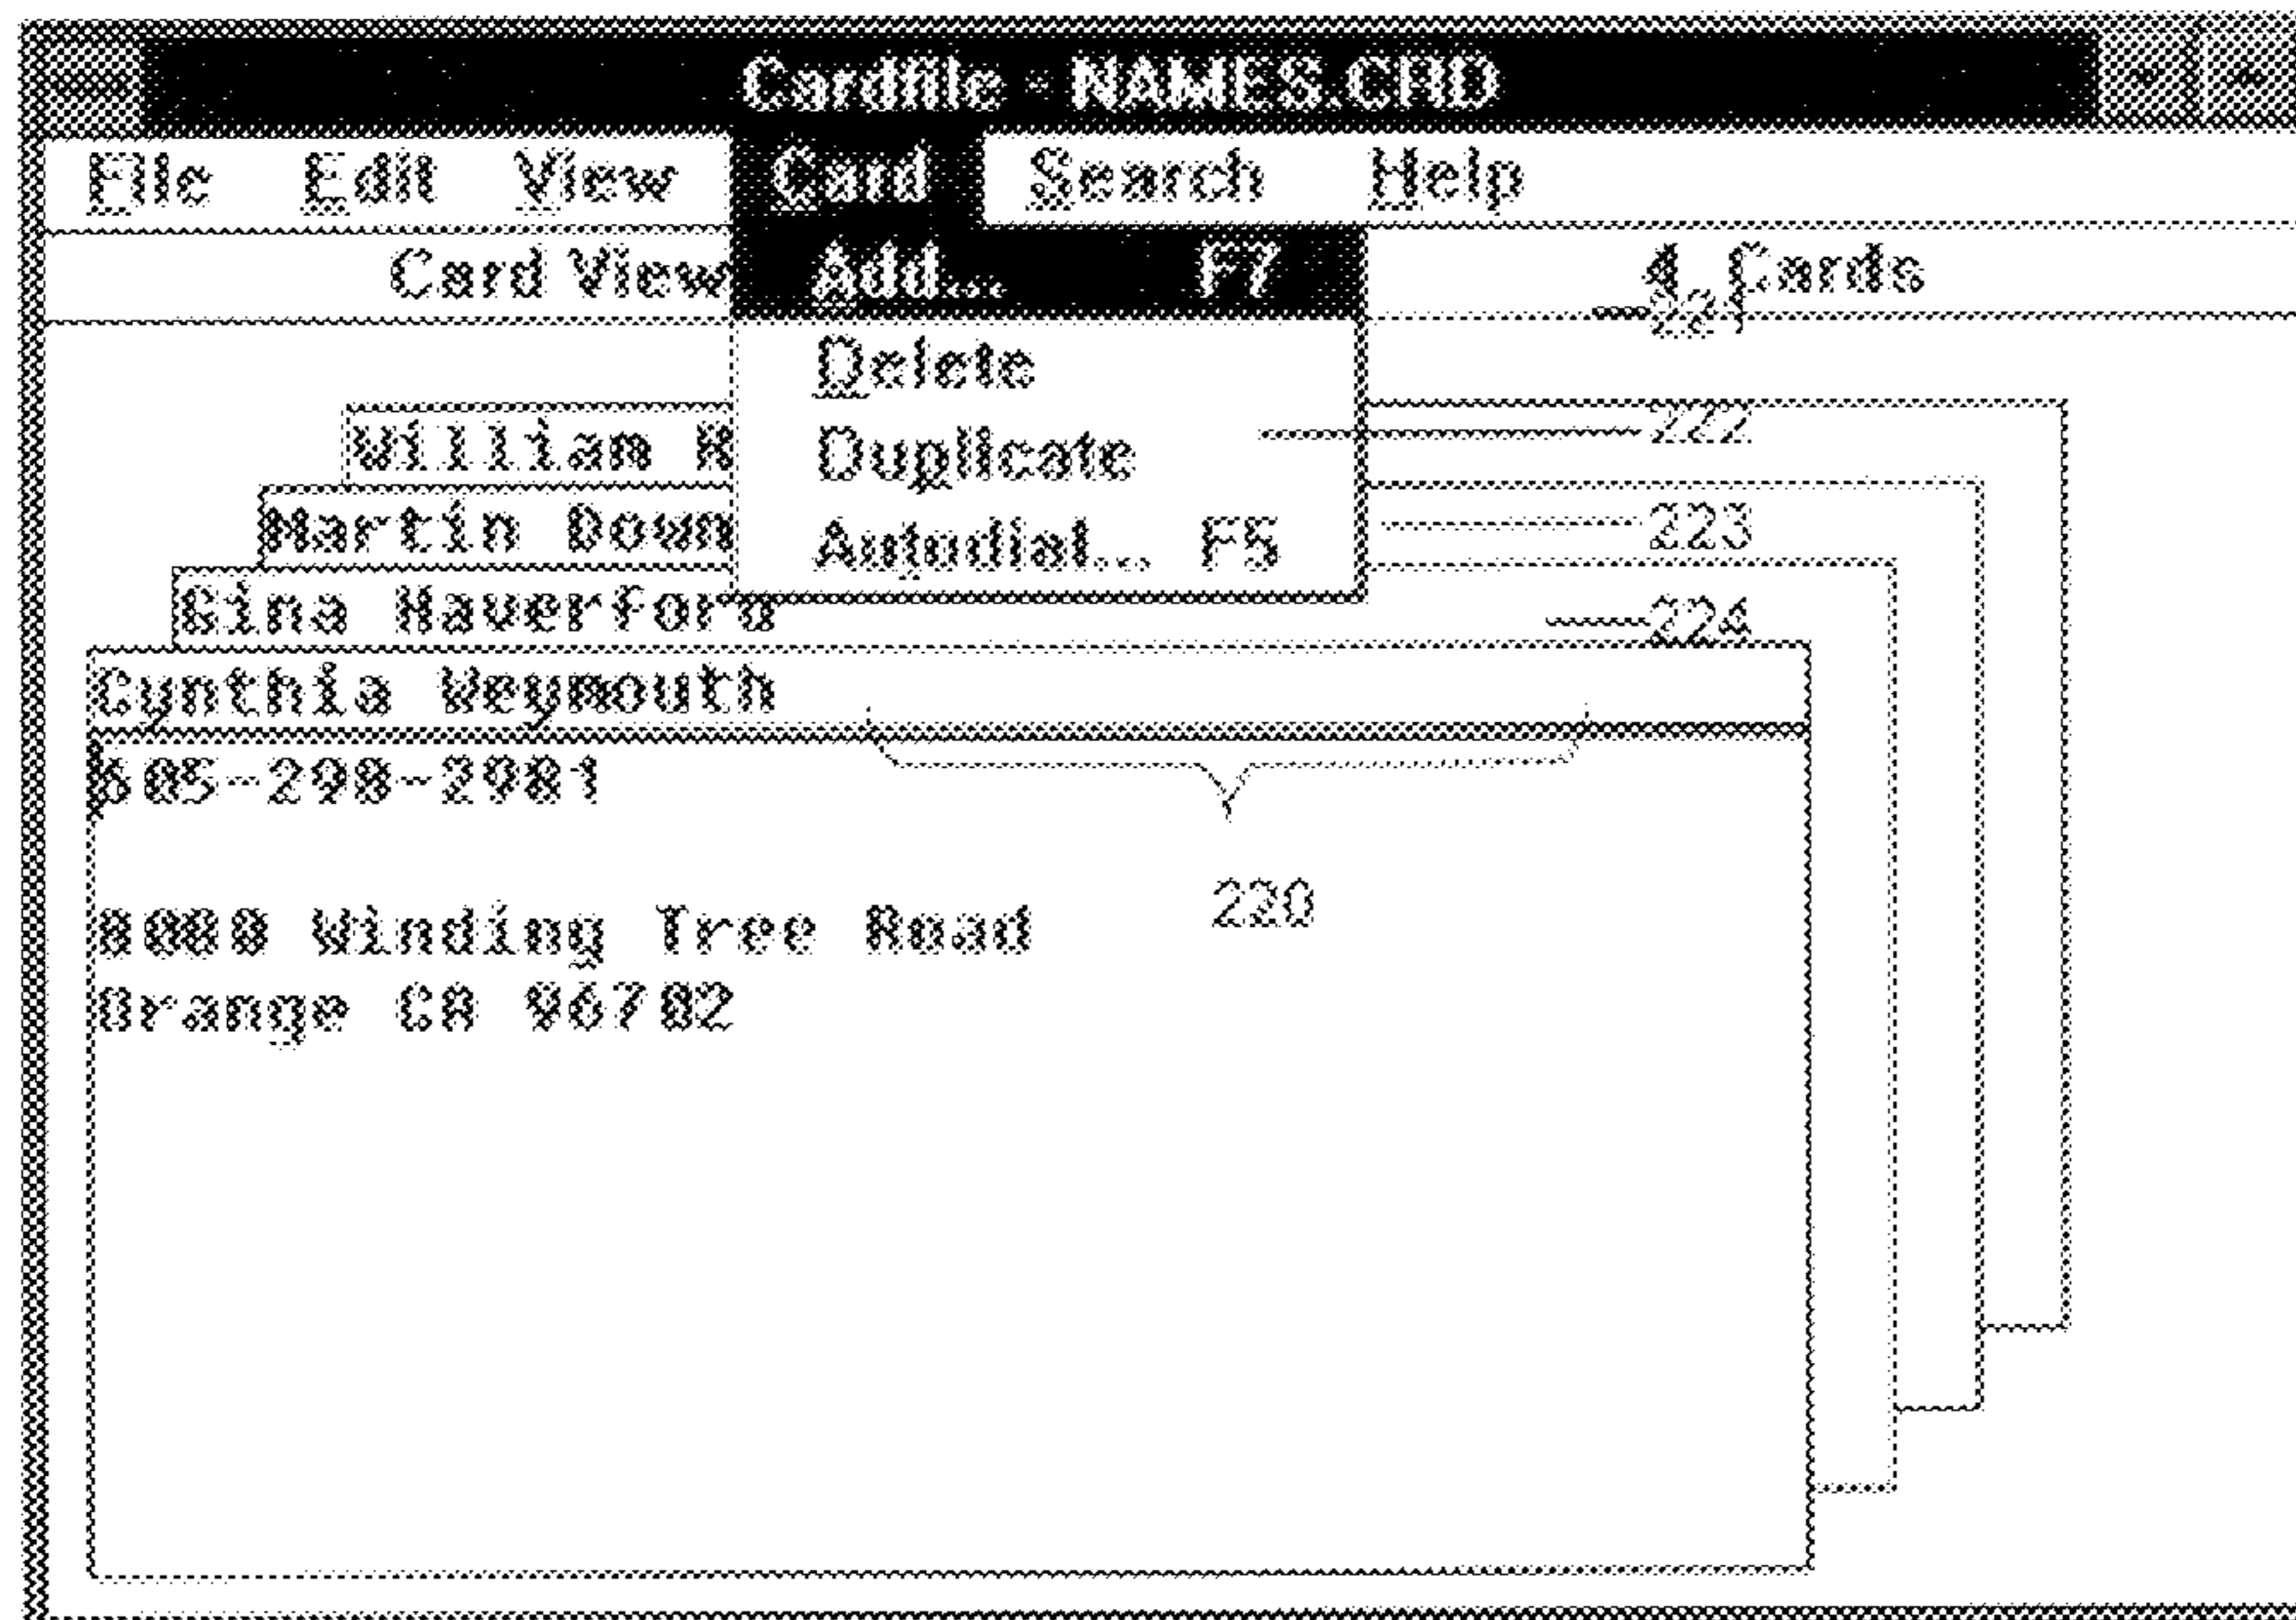 Cardfile - NAMES.CRD
File Edit View Card Search Help
Card View Add... F7 4 Cards
221
Delete
William H Duplicate 222
Martin Down Autodial... F5 223
Gina Haverford 224
Cynthia Weymouth
605-298-2981
220
8080 Winding Tree Road
Orange CA 96702